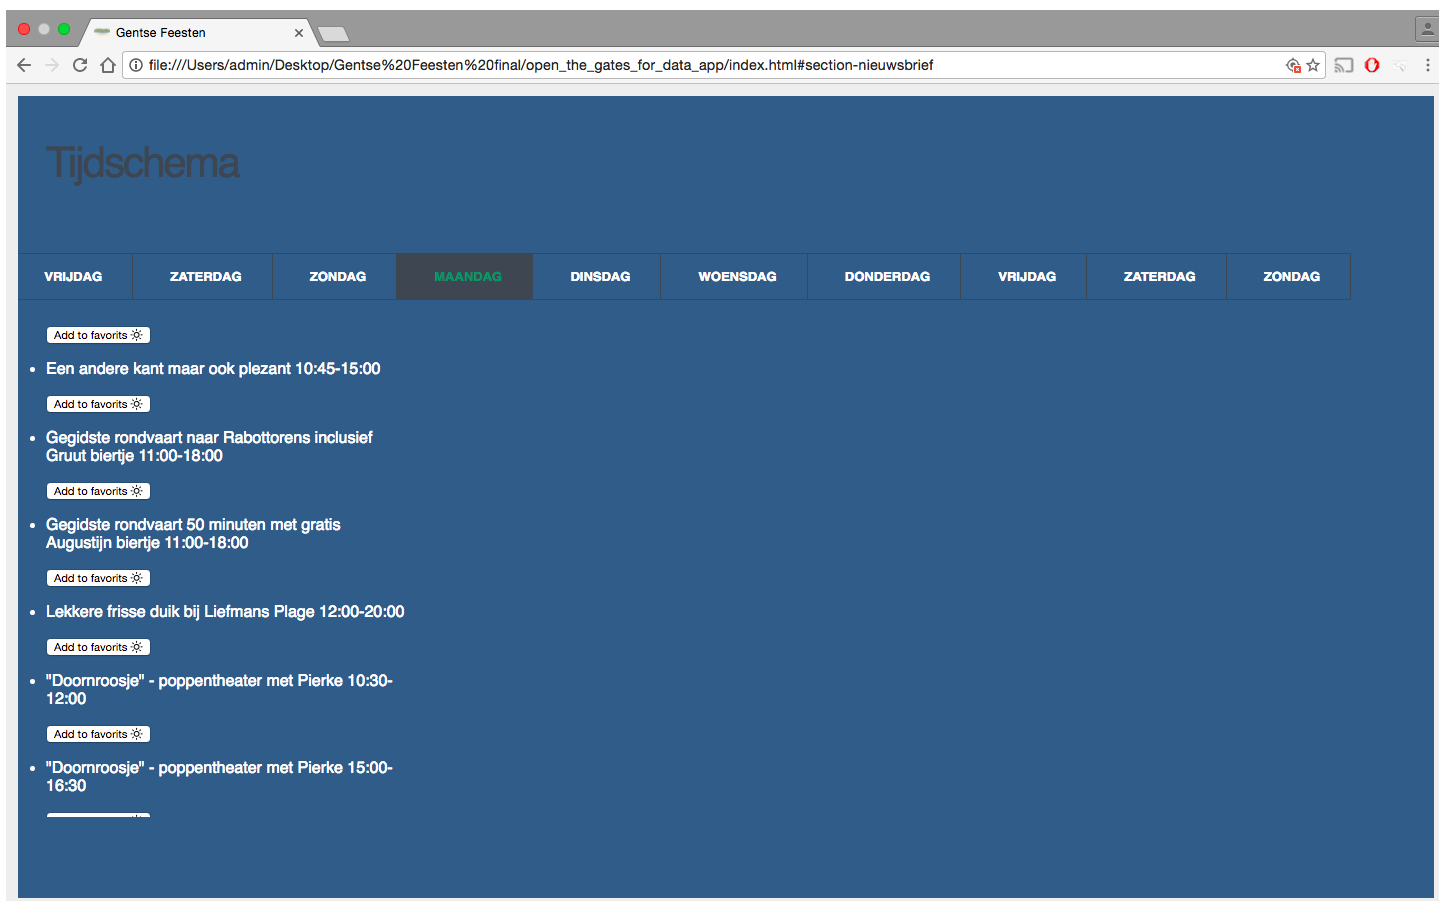 Gentse Feesten
file:///Users/admin/Desktop/Gentse%20Feesten%20final/open_the_gates_for_data_app/index.html#section-nieuwsbrief
Tijdschema
VRIJDAG ZATERDAG ZONDAG MAANDAG DINSDAG WOENSDAG DONDERDAG VRIJDAG ZATERDAG ZONDAG
Add to favorits
• Een andere kant maar ook plezant 10:45-15:00
Add to favorits
• Gegidste rondvaart naar Rabottorens inclusief
Gruut biertje 11:00-18:00
Add to favorits
• Gegidste rondvaart 50 minuten met gratis
Augustijn biertje 11:00-18:00
Add to favorits
• Lekkere frisse duik bij Liefmans Plage 12:00-20:00
Add to favorits
• "Doornroosje" - poppentheater met Pierke 10:30-
12:00
Add to favorits
• "Doornroosje" - poppentheater met Pierke 15:00-
16:30